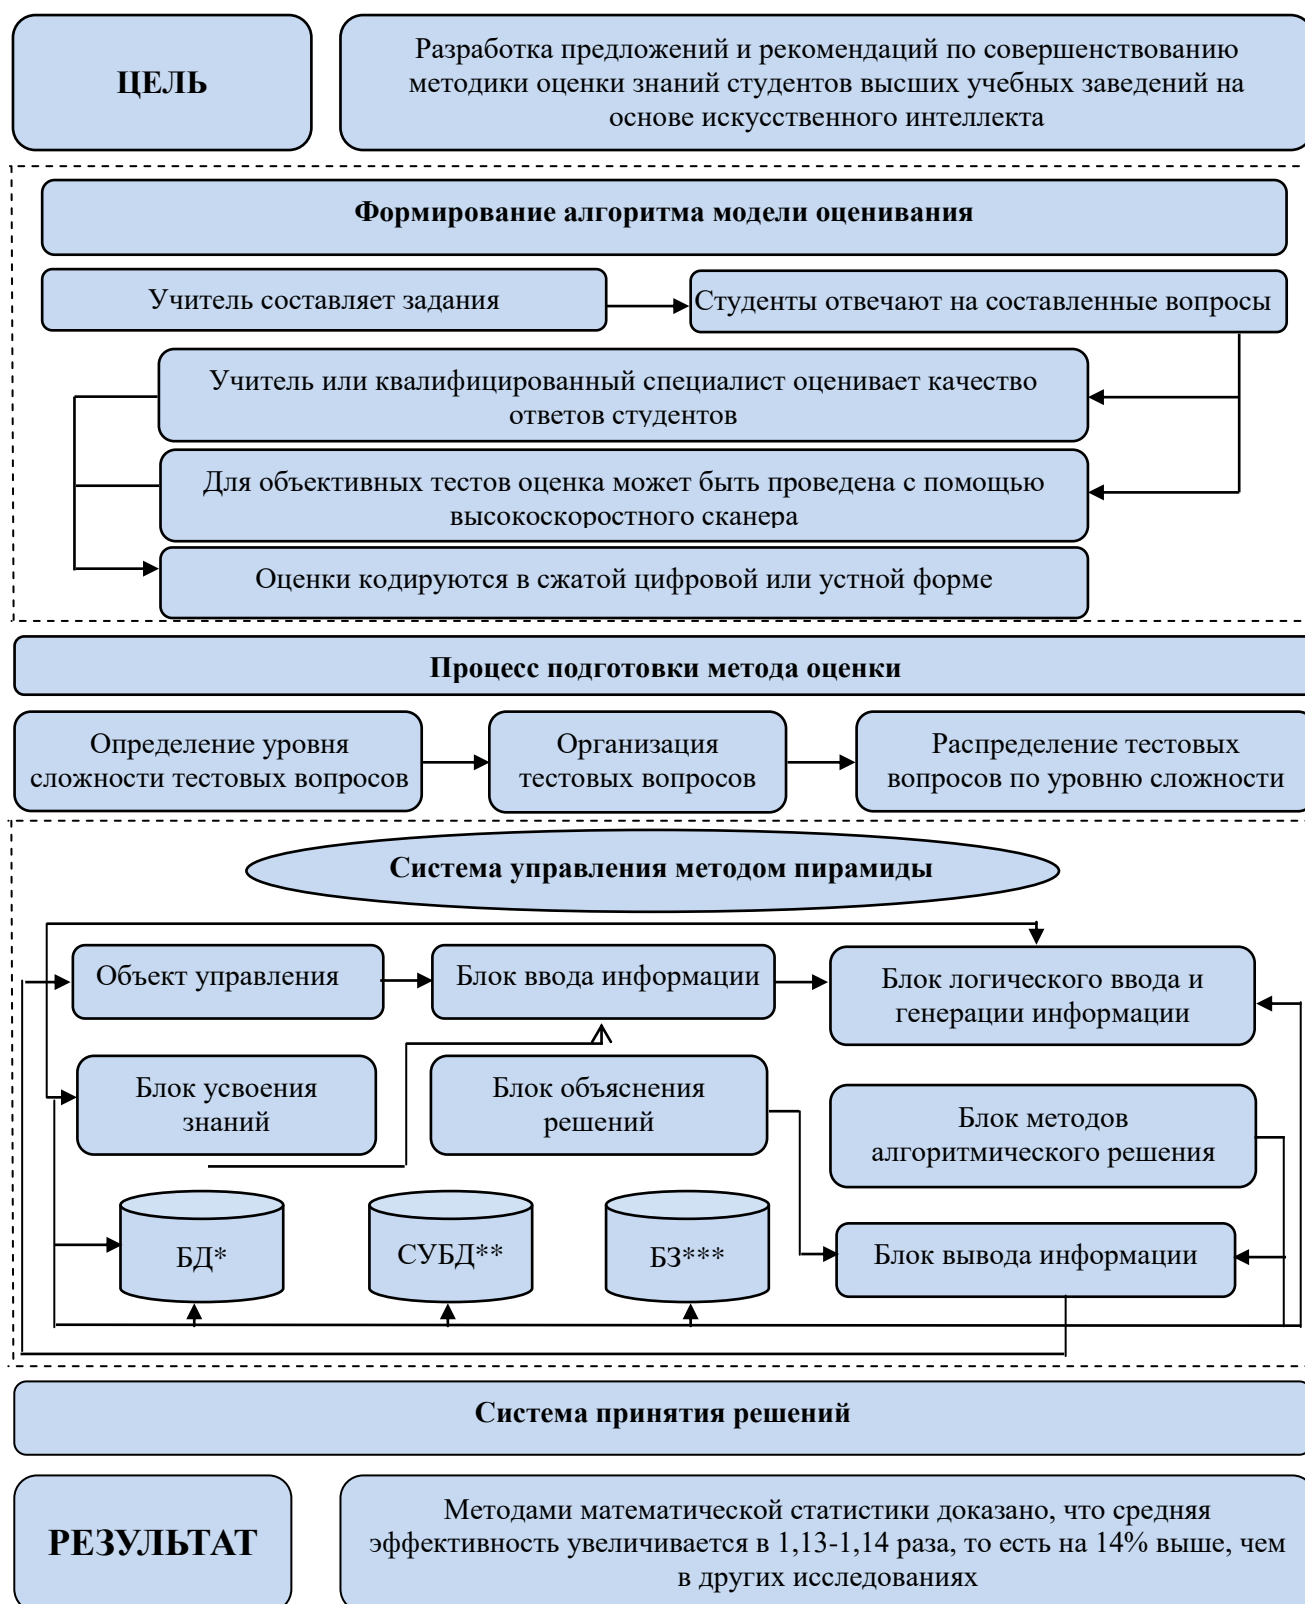 ЦЕЛЬ
Разработка предложений и рекомендаций по совершенствованию
методики оценки знаний студентов высших учебных заведений на
основе искусственного интеллекта
Формирование алгоритма модели оценивания
Учитель составляет задания
Студенты отвечают на составленные вопросы
Учитель или квалифицированный специалист оценивает качество
ответов студентов
Для объективных тестов оценка может быть проведена с помощью
высокоскоростного сканера
Оценки кодируются в сжатой цифровой или устной форме
Процесс подготовки метода оценки
Определение уровня
сложности тестовых вопросов
Организация
тестовых вопросов
Распределение тестовых
вопросов по уровню сложности
Система управления методом пирамиды
Объект управления
Блок ввода информации
Блок логического ввода и
генерации информации
Блок усвоения
знаний
Блок объяснения
решений
Блок методов
алгоритмического решения
БД*
СУБД**
БЗ***
Блок вывода информации
Система принятия решений
РЕЗУЛЬТАТ
Методами математической статистики доказано, что средняя
эффективность увеличивается в 1,13-1,14 раза, то есть на 14% выше, чем
в других исследованиях